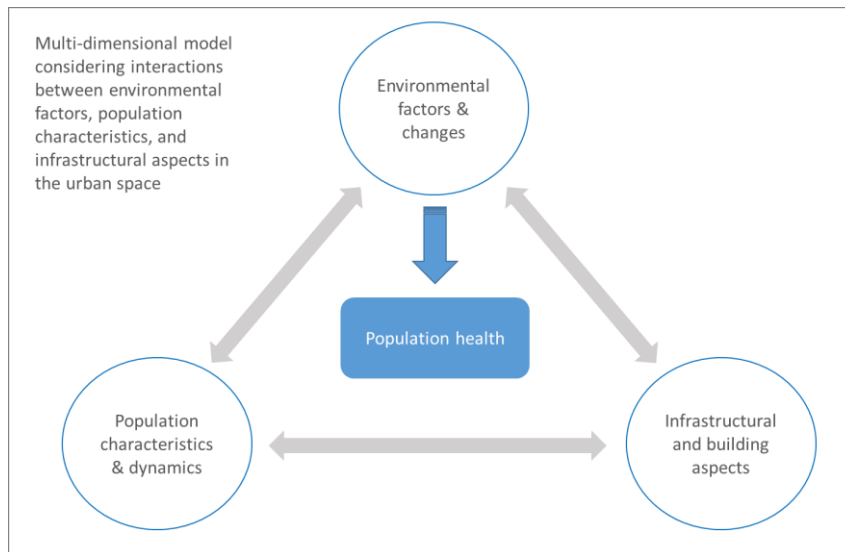 Multi-dimensional model
considering interactions
between environmental
factors, population
characteristics, and
infrastructural aspects in
the urban space
Environmental
factors &
changes
Population health
Population
characteristics
& dynamics
Infrastructural
and building
aspects